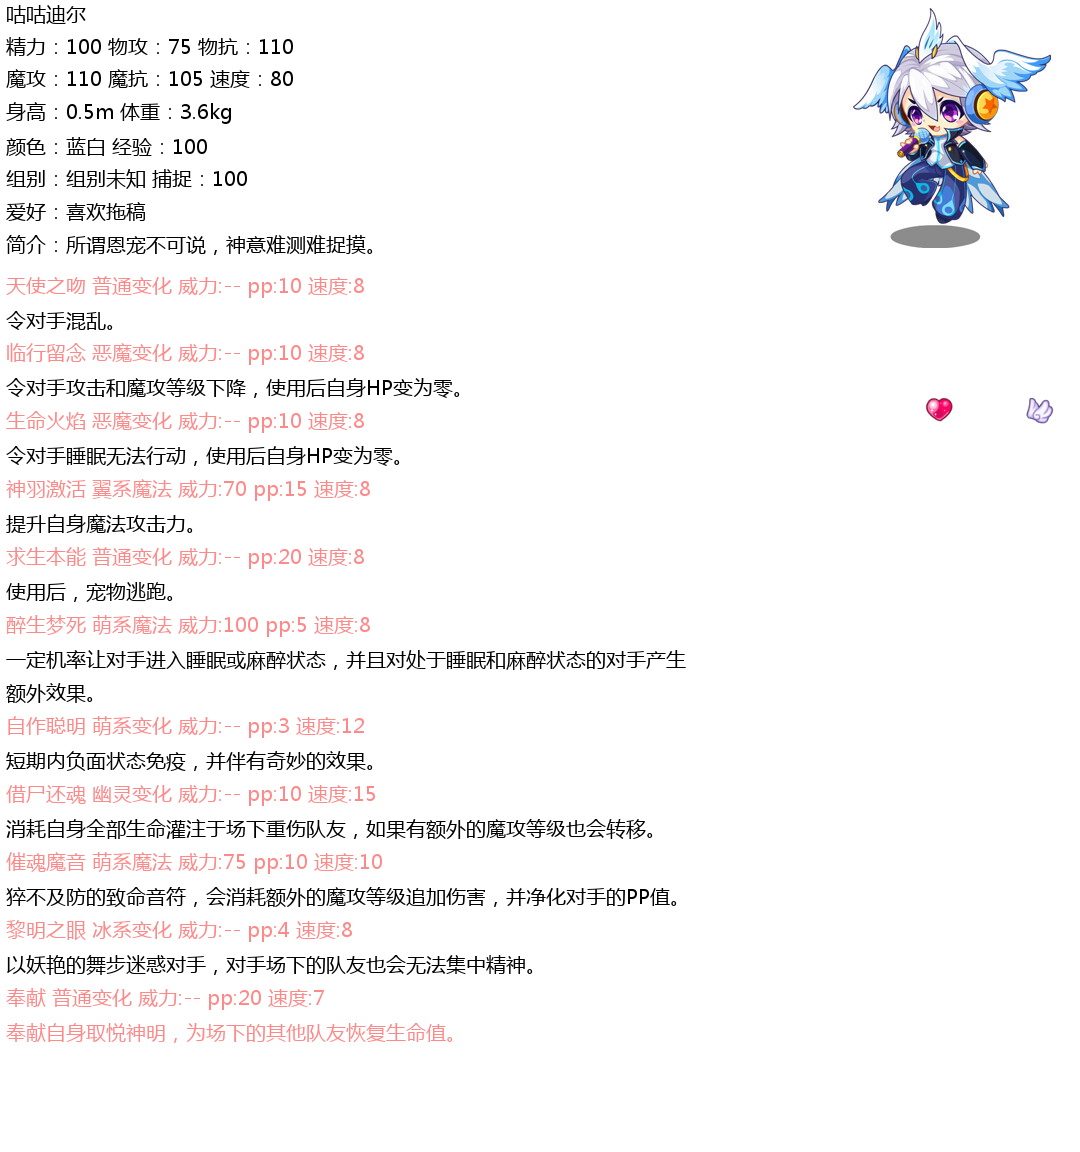 咕咕迪尔
精力：100 物攻：75 物抗：110
魔攻：110 魔抗：105 速度：80
身高：0.5m 体重：3.6kg
颜色：蓝白 经验：100
组别：组别未知 捕捉：100
爱好：喜欢拖稿
简介：所谓恩宠不可说，神意难测难捉摸。
天使之吻 普通变化 威力:-- pp:10 速度:8
令对手混乱。
临行留念 恶魔变化 威力:-- pp:10 速度:8
令对手攻击和魔攻等级下降，使用后自身HP变为零。
生命火焰 恶魔变化 威力:-- pp:10 速度:8
令对手睡眠无法行动，使用后自身HP变为零。
神羽激活 翼系魔法 威力:70 pp:15 速度:8
提升自身魔法攻击力。
求生本能 普通变化 威力:-- pp:20 速度:8
使用后，宠物逃跑。
醉生梦死 萌系魔法 威力:100 pp:5 速度:8
一定机率让对手进入睡眠或麻醉状态，并且对处于睡眠和麻醉状态的对手产生
额外效果。
自作聪明 萌系变化 威力:-- pp:3 速度:12
短期内负面状态免疫，并伴有奇妙的效果。
借尸还魂 幽灵变化 威力:-- pp:10 速度:15
消耗自身全部生命灌注于场下重伤队友，如果有额外的魔攻等级也会转移。
催魂魔音 萌系魔法 威力:75 pp:10 速度:10
猝不及防的致命音符，会消耗额外的魔攻等级追加伤害，并净化对手的PP值。
黎明之眼 冰系变化 威力:-- pp:4 速度:8
以妖艳的舞步迷惑对手，对手场下的队友也会无法集中精神。
奉献 普通变化 威力:-- pp:20 速度:7
奉献自身取悦神明，为场下的其他队友恢复生命值。